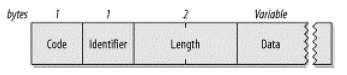 bytes 1 1 2 Variable
Code Identifier Length Data